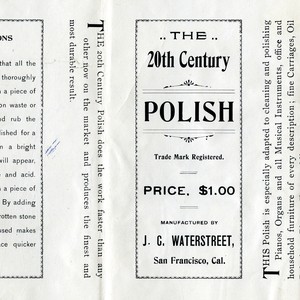 ONS
that all the
thoroughly
a piece of
on waste or
nd rub the
ished for a
n a bright
will appear,
e and acid.
n a piece of
By adding
rotten stone
used makes
ace quicker
THE 20th Century Polish does the work faster than any
other now on the market and produces the finest and
most durable result.
.. THE ..
20th Century
POLISH
Trade Mark Registered.
PRICE, $1.00
MANUFACTURED BY
J. C. WATERSTREET,
San Francisco, Cal.
THIS Polish is especially adapted to cleaning and polishing
Pianos, Organs and all Musical Instruments, office and
household furniture of every description; fine Carriages, Oil